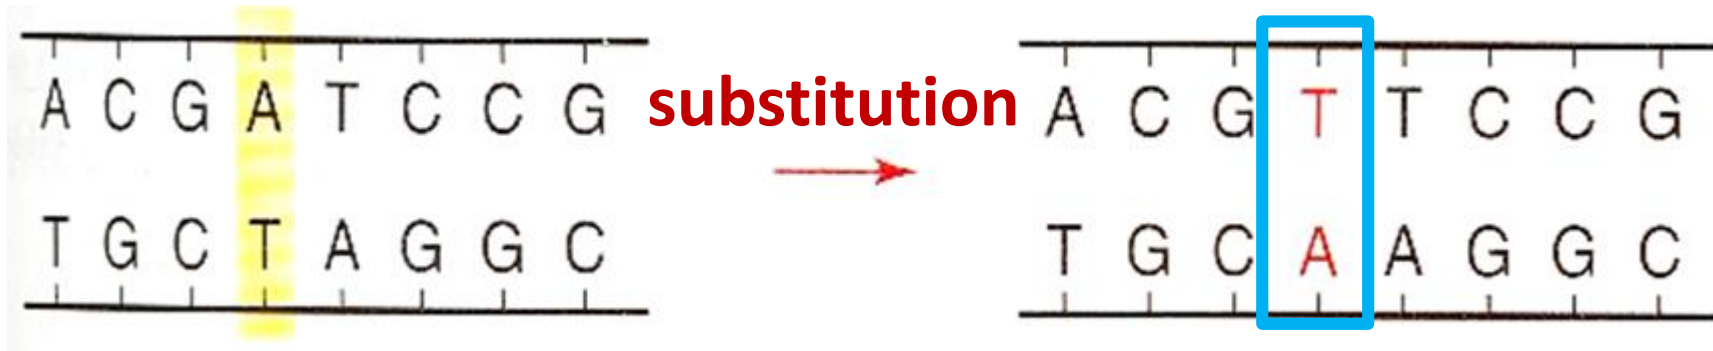 A C G A T C C G
T G C T A G G C
substitution
A C G T T C C G
T G C A A G G C